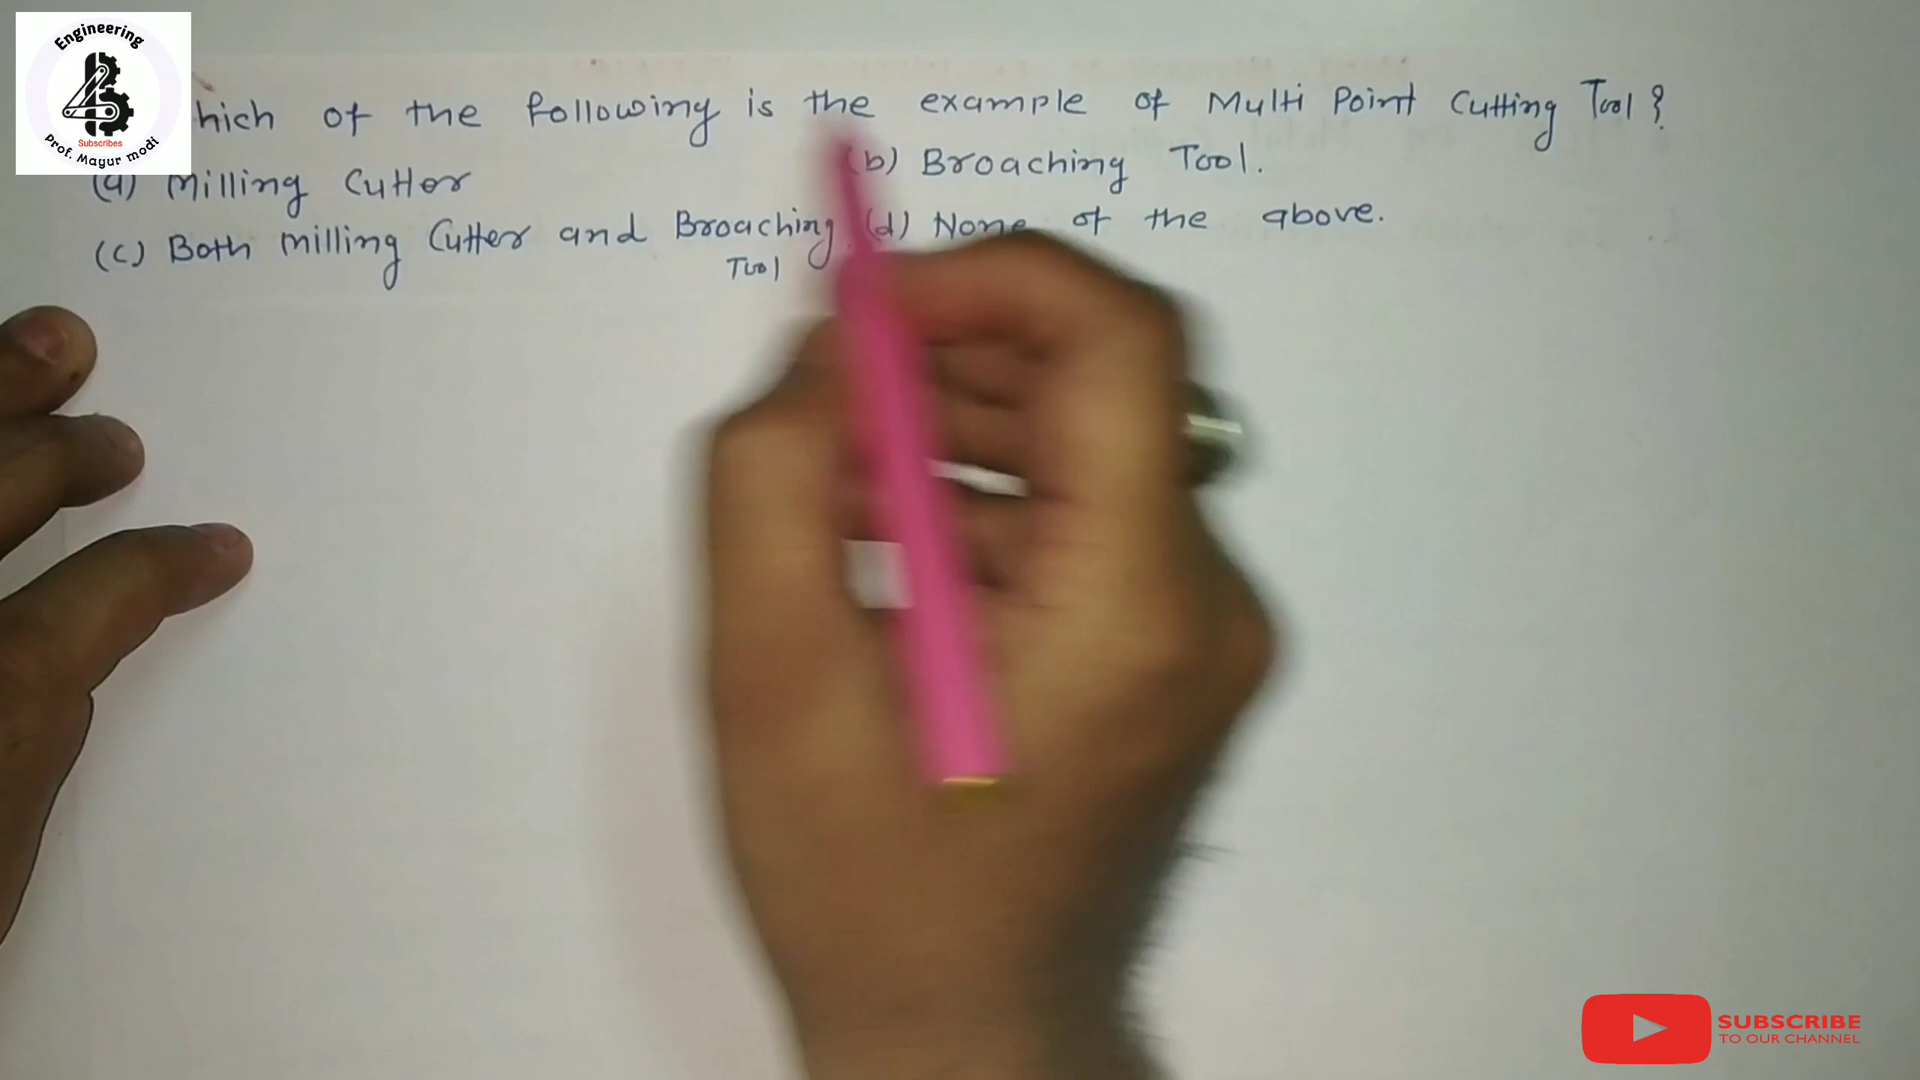 Engineering
Subscribes
Prof. Mayur modi
hich of the following is the example of Multi Point Cutting Tool ?
(a) Milling Cutter (b) Broaching Tool.
(c) Both Milling Cutter and Broaching (d) None of the above.
Tool
SUBSCRIBE
TO OUR CHANNEL